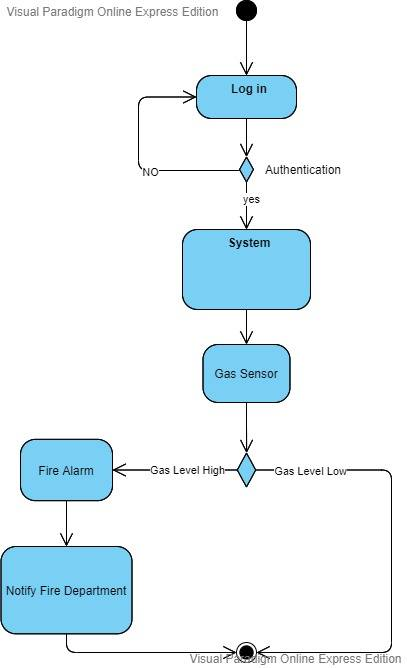 Visual Paradigm Online Express Edition
Log in
NO
Authentication
yes
System
Gas Sensor
Fire Alarm
Gas Level High
Gas Level Low
Notify Fire Department
Visual Paradigm Online Express Edition